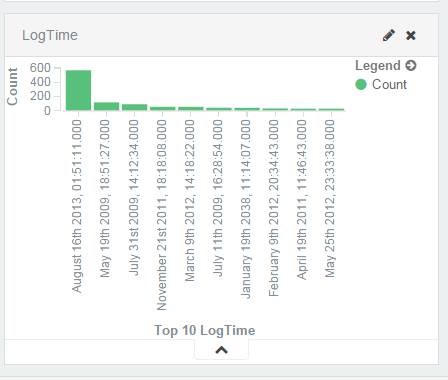 LogTime
Legend
Count
Count
600
400
200
0
August 16th 2013, 01:51:11.000
May 19th 2009, 18:51:27.000
July 31st 2009, 14:12:34.000
November 21st 2011, 18:18:08.000
March 9th 2012, 14:18:22.000
July 11th 2009, 16:28:54.000
January 19th 2038, 11:14:07.000
February 9th 2012, 20:34:43.000
April 19th 2011, 11:46:43.000
May 25th 2012, 23:33:38.000
Top 10 LogTime